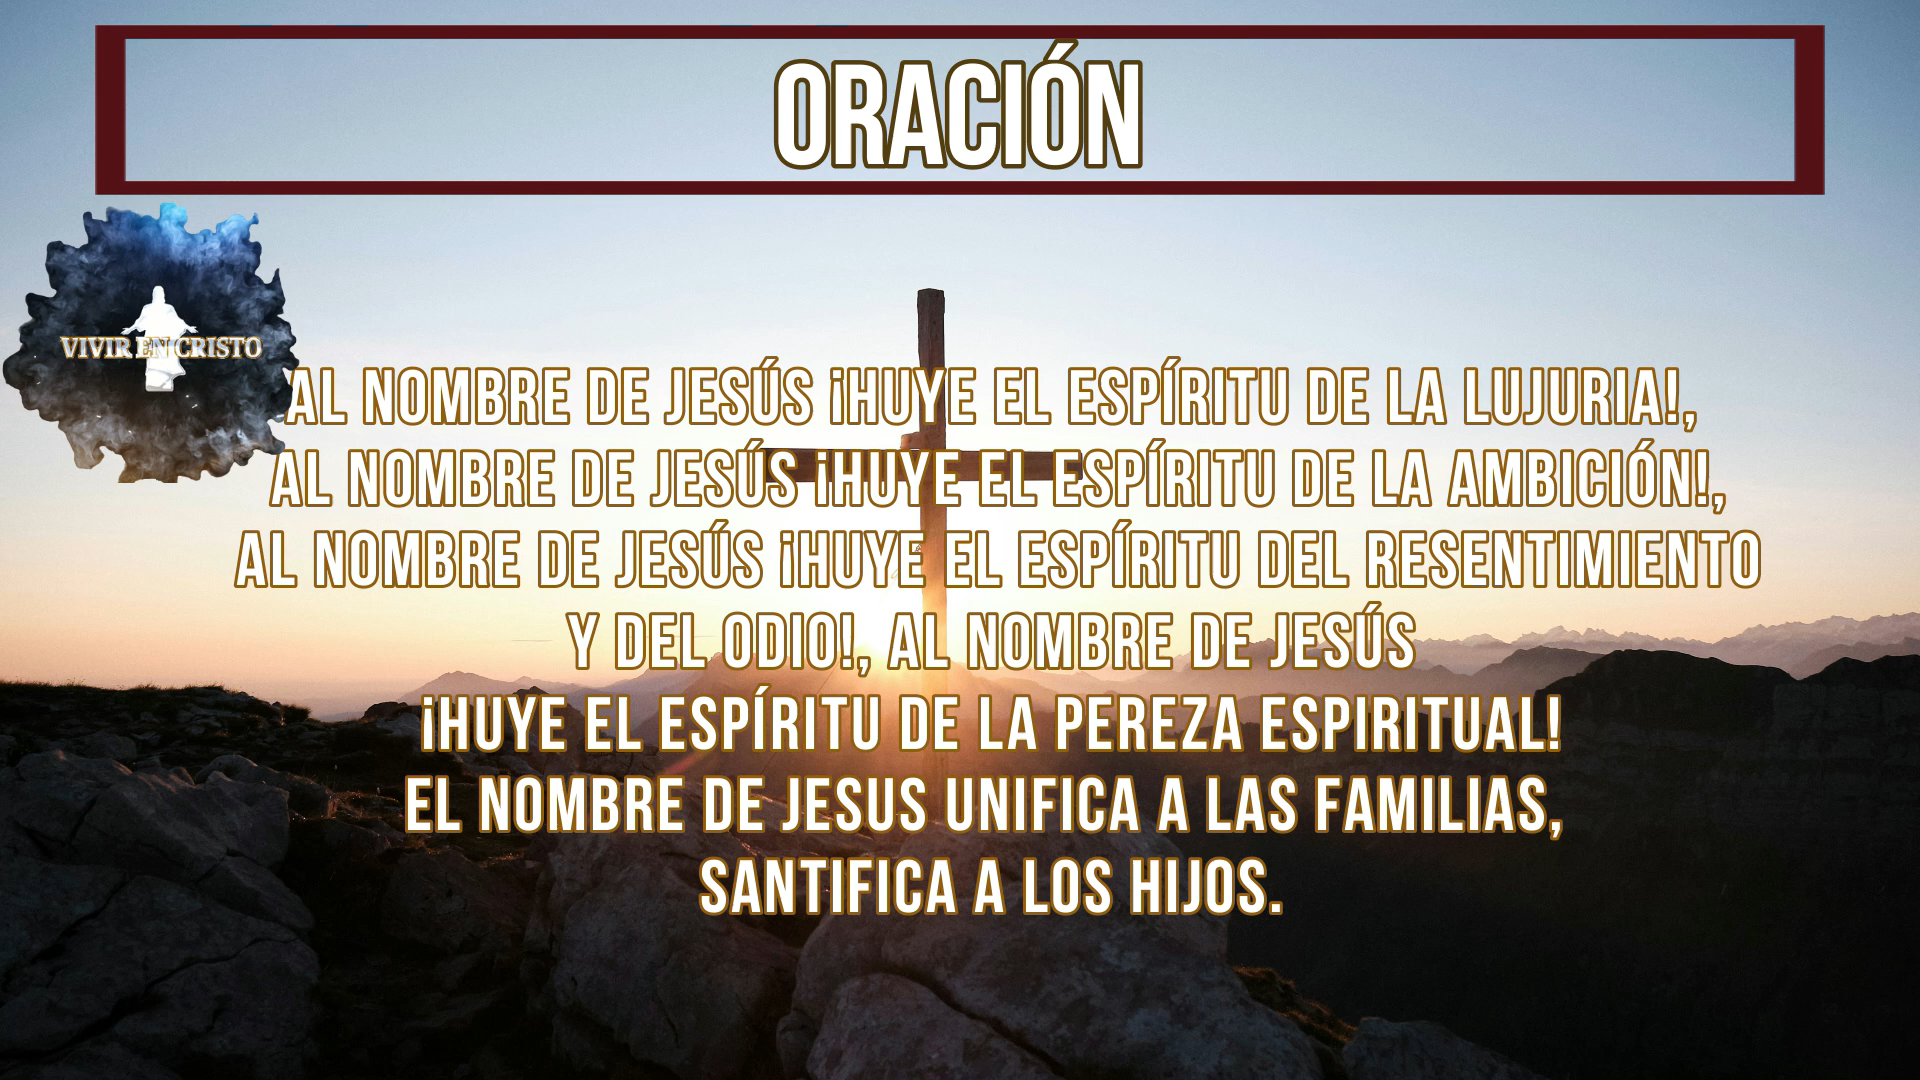 ORACIÓN
VIVIR EN CRISTO
AL NOMBRE DE JESÚS ¡HUYE EL ESPÍRITU DE LA LUJURIA!,
AL NOMBRE DE JESÚS ¡HUYE EL ESPÍRITU DE LA AMBICIÓN!,
AL NOMBRE DE JESÚS ¡HUYE EL ESPÍRITU DEL RESENTIMIENTO
Y DEL ODIO!, AL NOMBRE DE JESÚS
¡HUYE EL ESPÍRITU DE LA PEREZA ESPIRITUAL!
EL NOMBRE DE JESUS UNIFICA A LAS FAMILIAS,
SANTIFICA A LOS HIJOS.